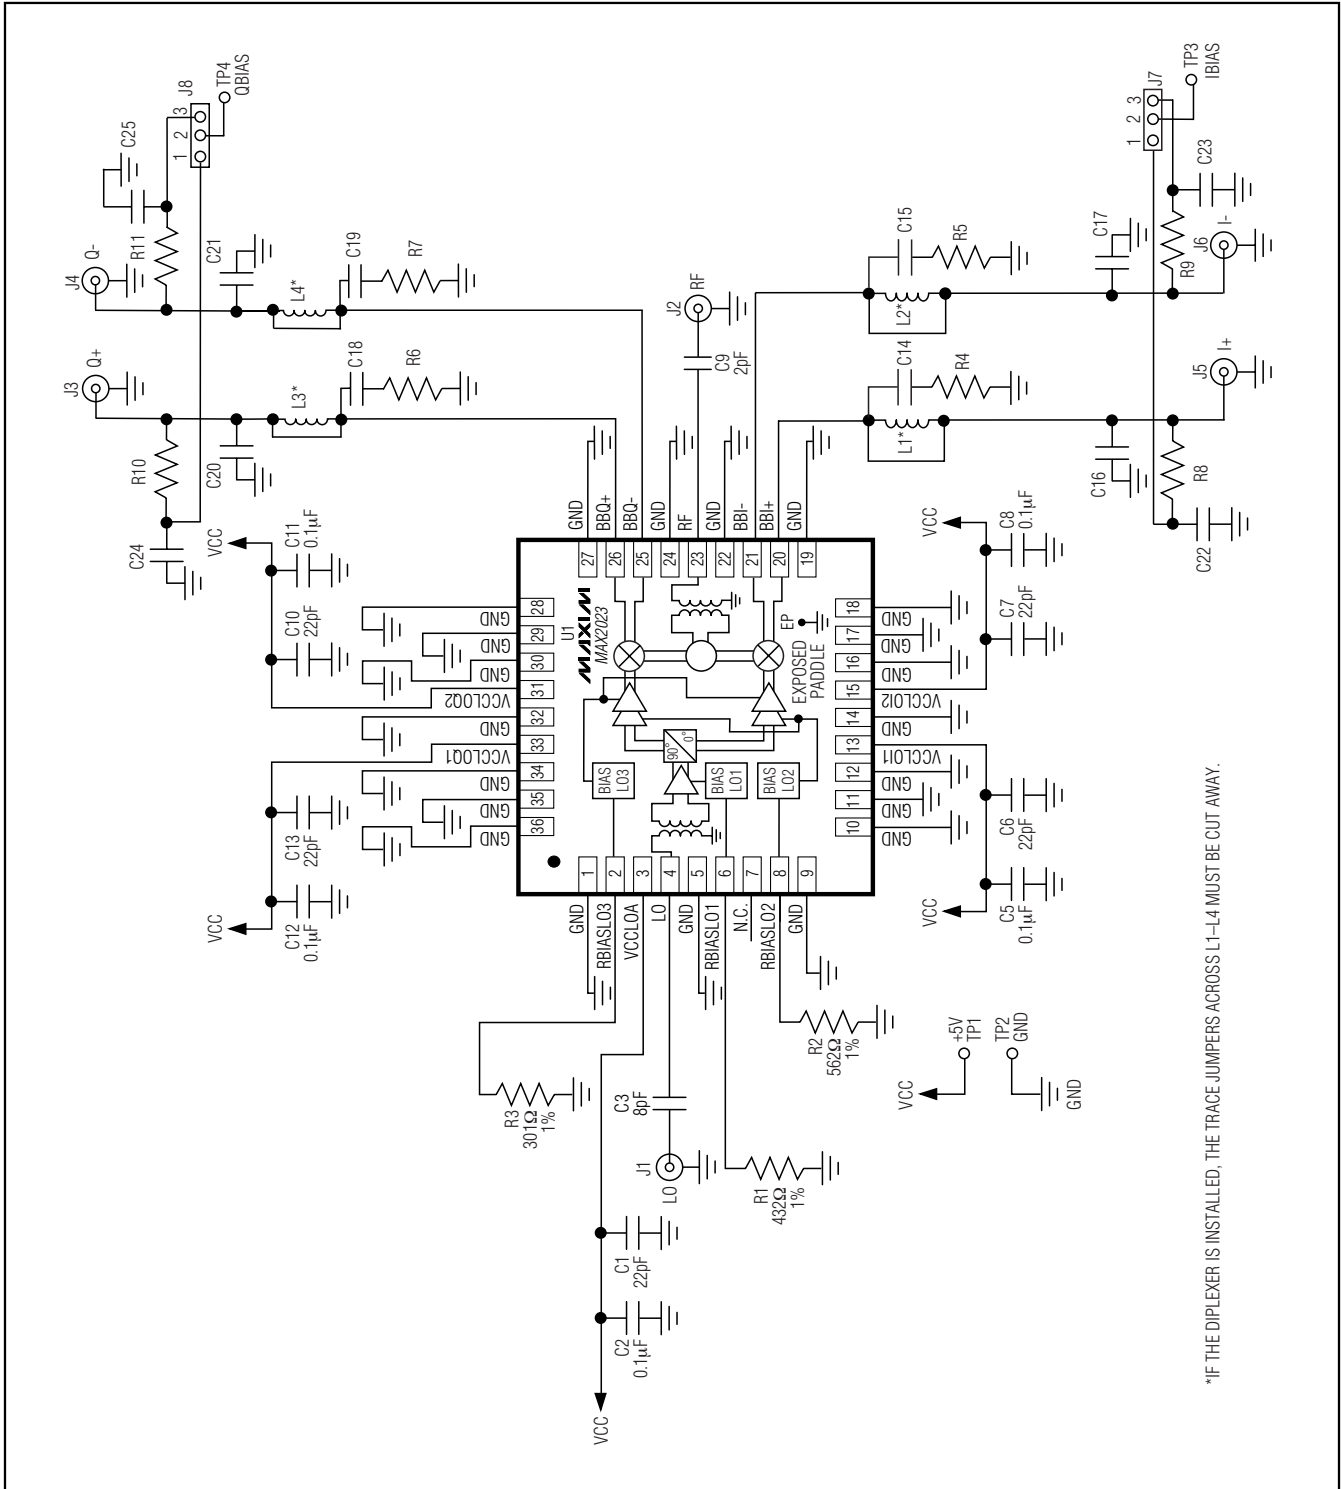 J8
TP4
QBIAS
1
2
3
C25
R11
J4
Q-
C21
L4*
C19
R7
J3
Q+
R10
C20
L3*
C18
R6
C24
VCC
C11
0.1µF
C10
22pF
C13
22pF
C12
0.1µF
VCC
J2
RF
C9
2pF
J7
TP3
IBIAS
1
2
3
C23
R9
J6
I-
C17
L2*
C15
R5
J5
I+
C16
L1*
C14
R4
R8
C22
GND
BBQ+
BBQ-
GND
RF
GND
BBI-
BBI+
GND
27
26
25
24
23
22
21
20
19
28
29
30
31
32
33
34
35
36
GND
GND
GND
VCCLOQ2
GND
VCCLOQ1
GND
GND
GND
U1
MAXIM
MAX2023
EP
EXPOSED
PADDLE
90°
0°
BIAS
LO3
BIAS
LO1
BIAS
LO2
18
17
16
15
14
13
12
11
10
GND
GND
GND
VCCLOI2
GND
VCCLOI1
GND
GND
GND
VCC
C8
0.1µF
C7
22pF
C6
22pF
C5
0.1µF
VCC
1
2
3
4
5
6
7
8
9
GND
RBIASLO3
VCCLOA
LO
GND
RBIASLO1
N.C.
RBIASLO2
GND
R3
301Ω
1%
C3
8pF
J1
LO
R1
432Ω
1%
R2
562Ω
1%
C1
22pF
C2
0.1µF
VCC
VCC
+5V
TP1
TP2
GND
GND
*IF THE DIPLEXER IS INSTALLED, THE TRACE JUMPERS ACROSS L1–L4 MUST BE CUT AWAY.